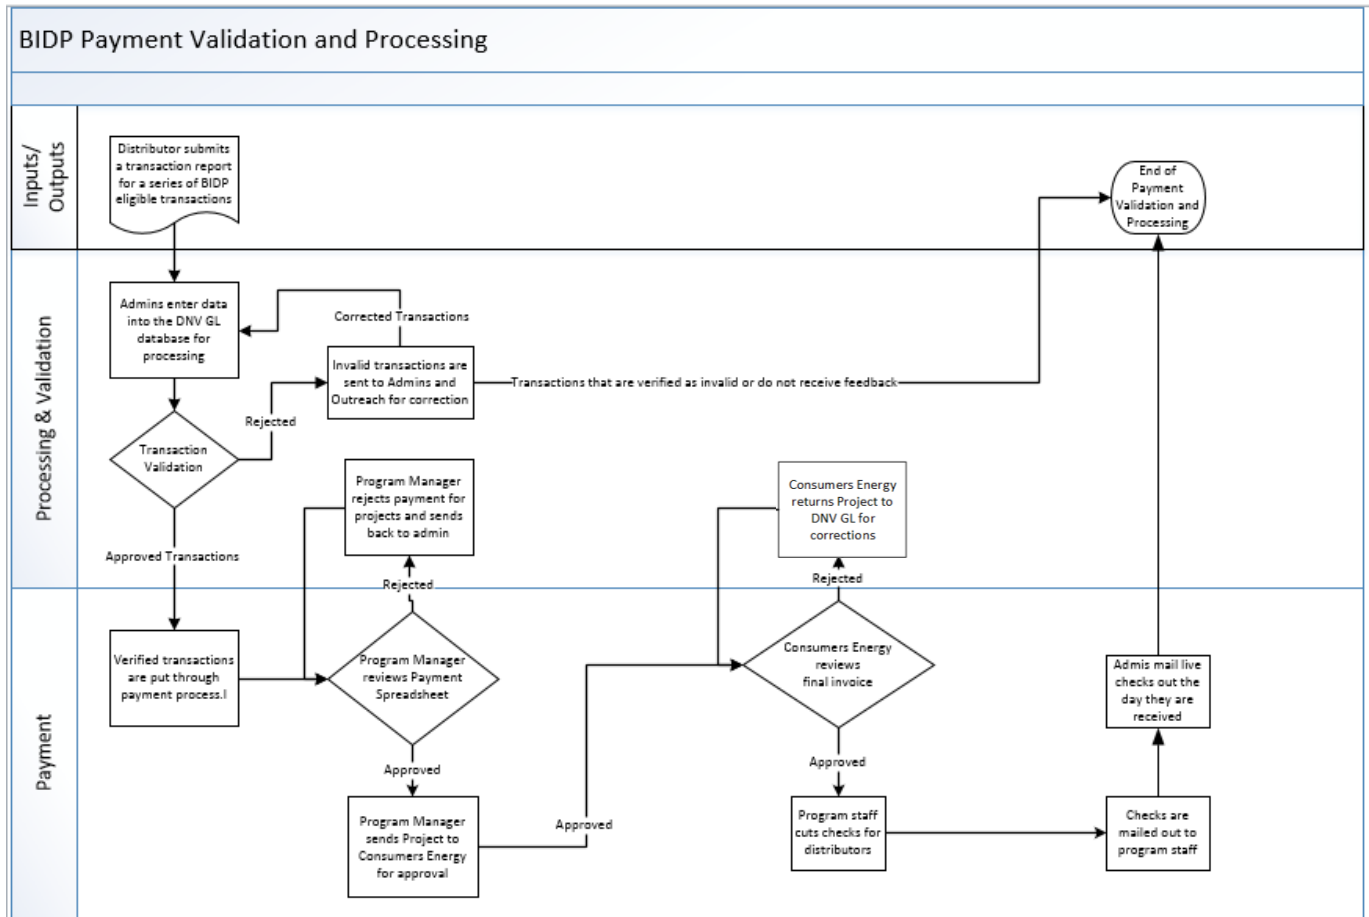 BIDP Payment Validation and Processing
Inputs/
Outputs
Distributor submits
a transaction report
for a series of BIDP
eligible transactions
End of
Payment
Validation and
Processing
Processing & Validation
Admins enter data
into the DNV GL
database for
processing
Corrected Transactions
Invalid transactions are
sent to Admins and
Outreach for correction
Transactions that are verified as invalid or do not receive feedback
Rejected
Transaction
Validation
Program Manager
rejects payment for
projects and sends
back to admin
Consumers Energy
returns Project to
DNV GL for
corrections
Approved Transactions
Rejected
Rejected
Payment
Verified transactions
are put through
payment process.l
Program Manager
reviews Payment
Spreadsheet
Consumers Energy
reviews
final invoice
Admis mail live
checks out the
day they are
received
Approved
Approved
Program Manager
sends Project to
Consumers Energy
for approval
Approved
Program staff
cuts checks for
distributors
Checks are
mailed out to
program staff